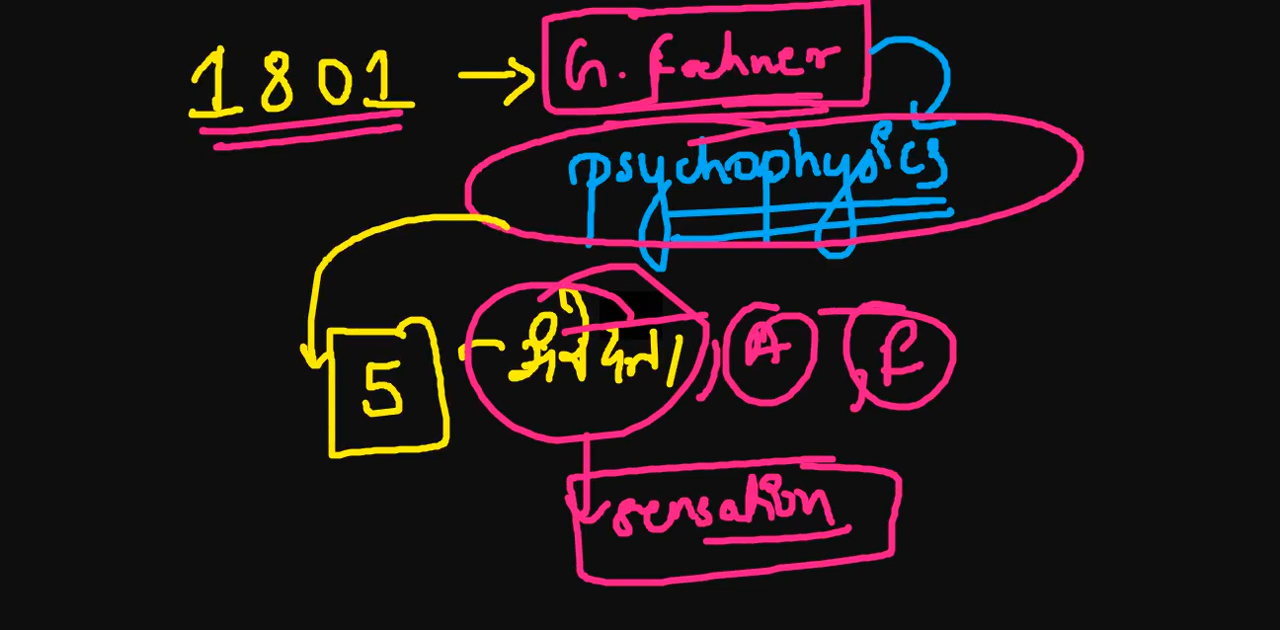 1801 → G. Fechner
psychophysics
5 - संवेदना, A, F
sensation